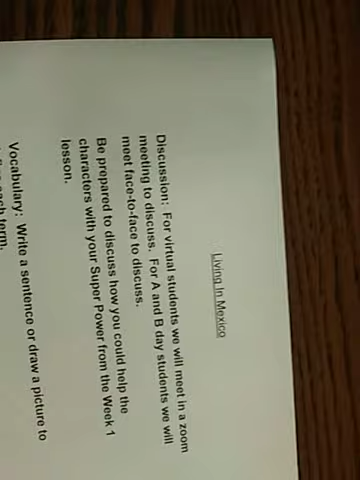 Living In Mexico
Discussion: For virtual students we will meet in a zoom
meeting to discuss. For A and B day students we will
meet face-to-face to discuss.
Be prepared to discuss how you could help the
characters with your Super Power from the Week 1
lesson.
Vocabulary: Write a sentence or draw a picture to
each term.